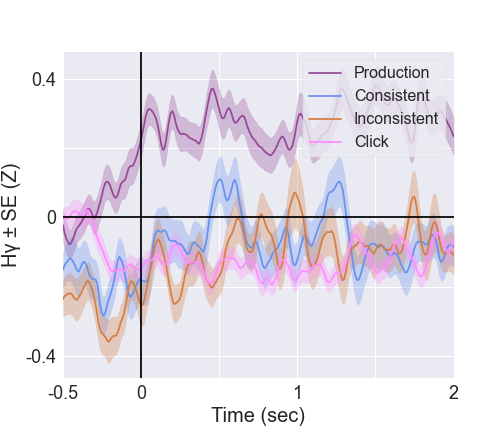 Production
Consistent
Inconsistent
Click
0.4
0
-0.4
Hγ ± SE (Z)
-0.5
0
1
2
Time (sec)